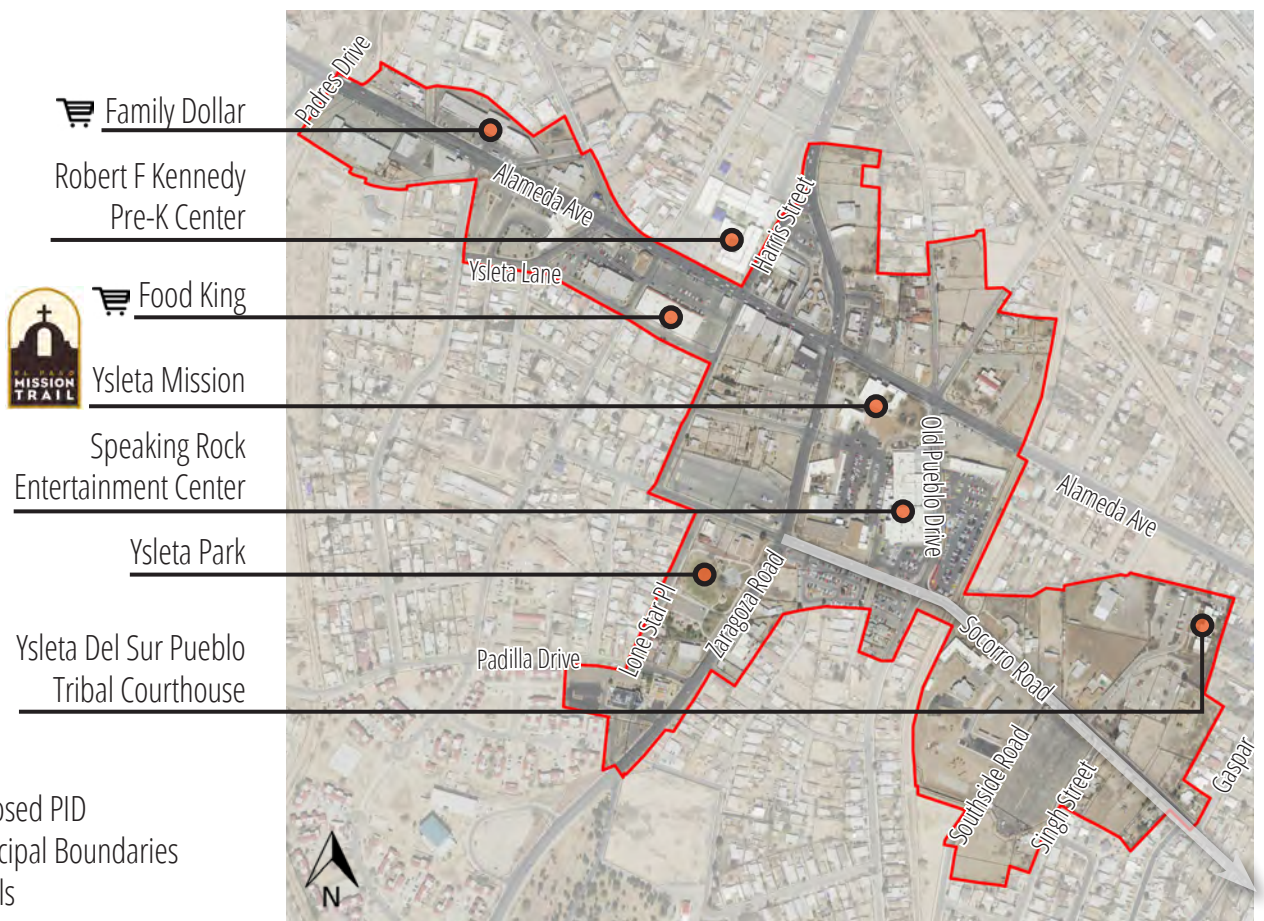 Family Dollar
Robert F Kennedy
Pre-K Center
Food King
EL PASO
MISSION
TRAIL
Ysleta Mission
Speaking Rock
Entertainment Center
Ysleta Park
Ysleta Del Sur Pueblo
Tribal Courthouse
osed PID
cipal Boundaries
ls
N
Padres Drive
Alameda Ave
Harris Street
Ysleta Lane
Old Pueblo Drive
Alameda Ave
Zaragoza Road
Lone Star Pl
Padilla Drive
Socorro Road
Southside Road
Singh Street
Gaspar